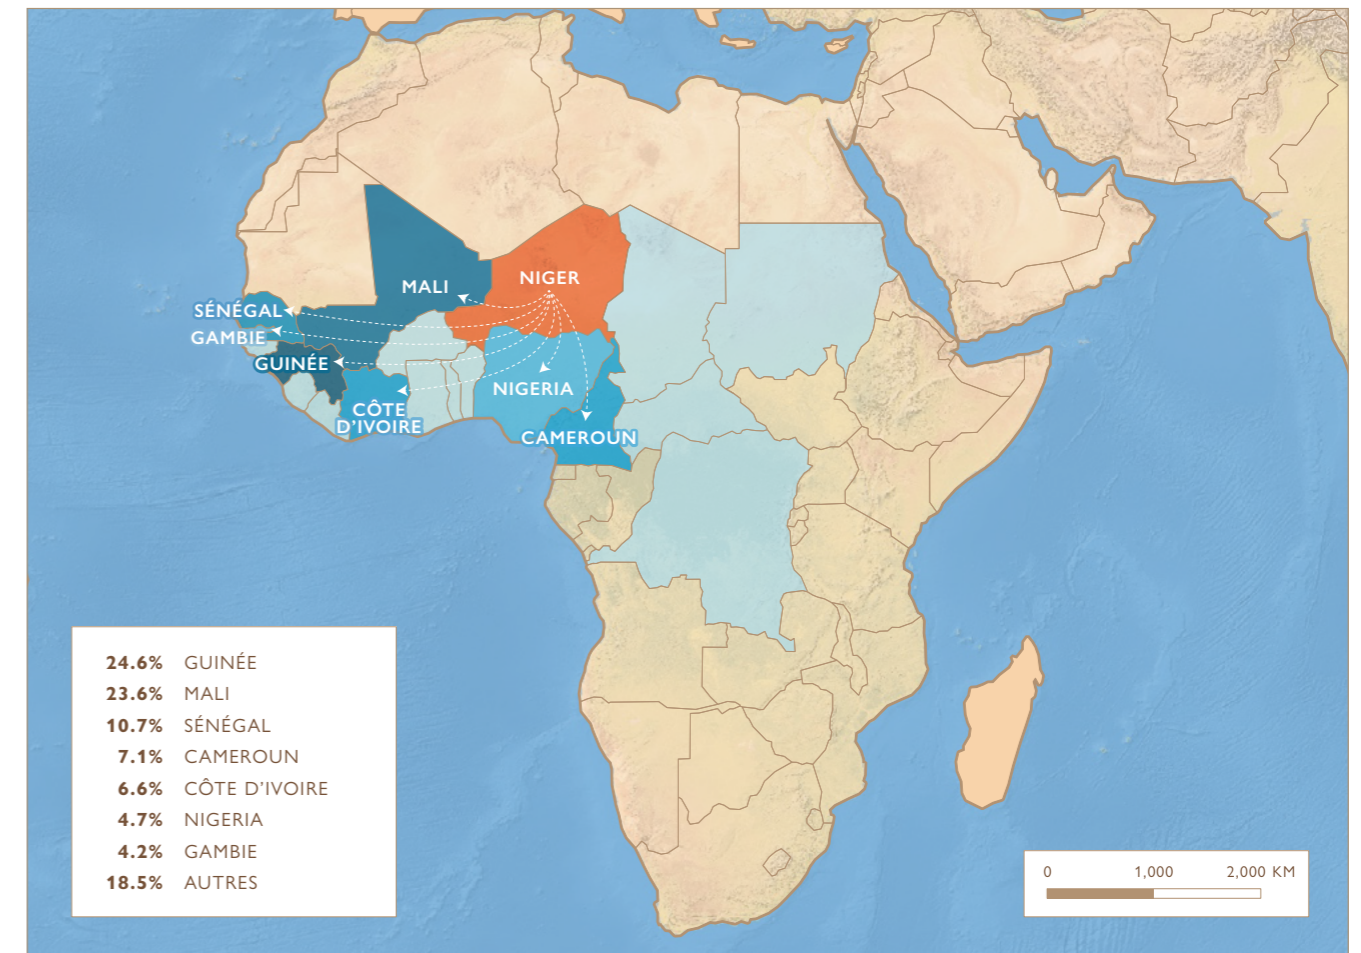 NIGER
MALI
SÉNÉGAL
GAMBIE
GUINÉE
NIGERIA
CÔTE
D'IVOIRE
CAMEROUN
24.6% GUINÉE
23.6% MALI
10.7% SÉNÉGAL
7.1% CAMEROUN
6.6% CÔTE D'IVOIRE
4.7% NIGERIA
4.2% GAMBIE
18.5% AUTRES
0 1,000 2,000 KM